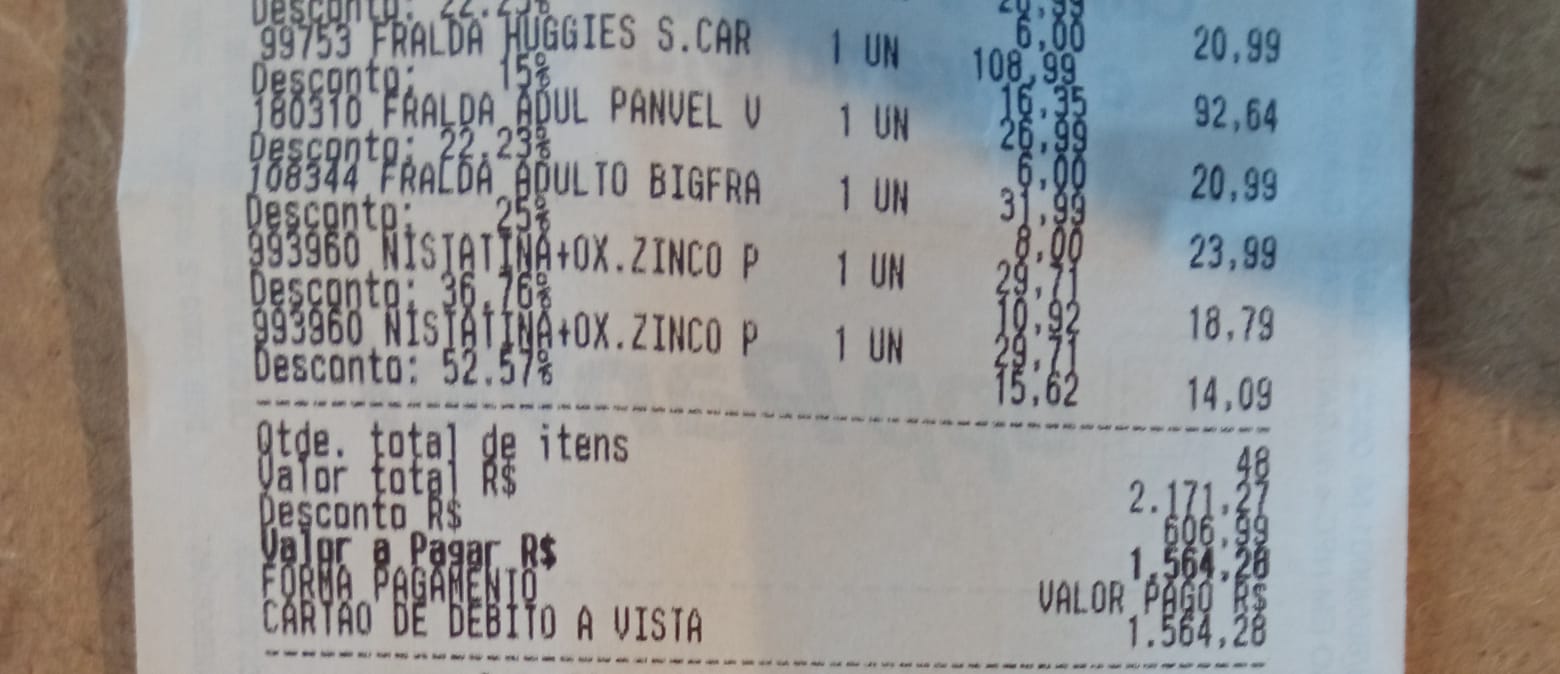 Desconto: 22.23% 26,99
6,00 20,99
99753 FRALDA HUGGIES S.CAR 1 UN 108,99
Desconto: 15% 16,35 92,64
180310 FRALDA ADUL PANVEL V 1 UN 26,99
Desconto: 22.23% 6,00 20,99
108344 FRALDA ADULTO BIGFRA 1 UN 31,99
Desconto: 25% 8,00 23,99
993960 NISTATINA+OX.ZINCO P 1 UN 29,71
Desconto: 36.76% 10,92 18,79
993960 NISTATINA+OX.ZINCO P 1 UN 29,71
Desconto: 52.57% 15,62 14,09
Qtde. total de itens 48
Valor total R$ 2.171,27
Desconto R$ 606,99
Valor a Pagar R$ 1.564,28
FORMA PAGAMENTO VALOR PAGO R$
CARTAO DE DEBITO A VISTA 1.564,28